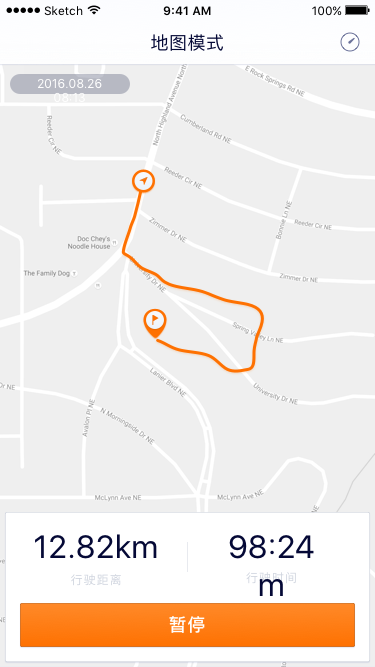 Sketch 9:41 AM 100%
地图模式
2016.08.26
08:13
E Rock Springs Rd NE
North Highland Avenue North
Cumberland Rd NE
Reeder Cir NE
Reeder Cir NE
Bonnie Ln NE
Reeder Cir NE
Zimmer Dr NE
Doc Chey's
Noodle House
The Family Dog
Zimmer Dr NE
Spring Valley Ln NE
Lanier Blvd NE
University Dr NE
Avalon Pl NE
N Morningside Dr NE
McLynn Ave NE
McLynn Ave NE
12.82km
行驶距离
98:24
m
行驶时间
暂停